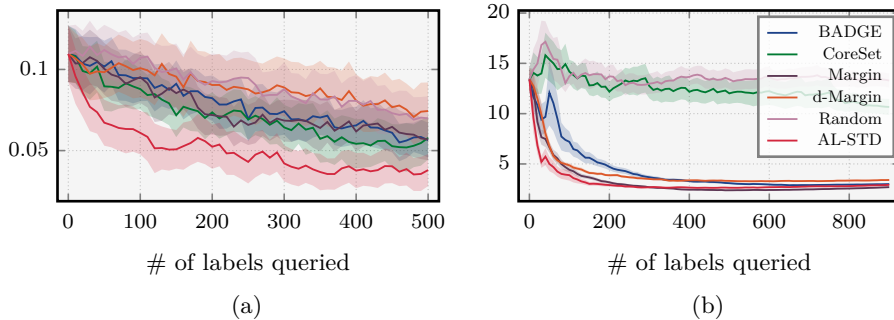 0.1
0.05
0 100 200 300 400 500
# of labels queried
(a)
20
15
10
5
0 200 400 600 800
BADGE
CoreSet
Margin
d-Margin
Random
AL-STD
# of labels queried
(b)